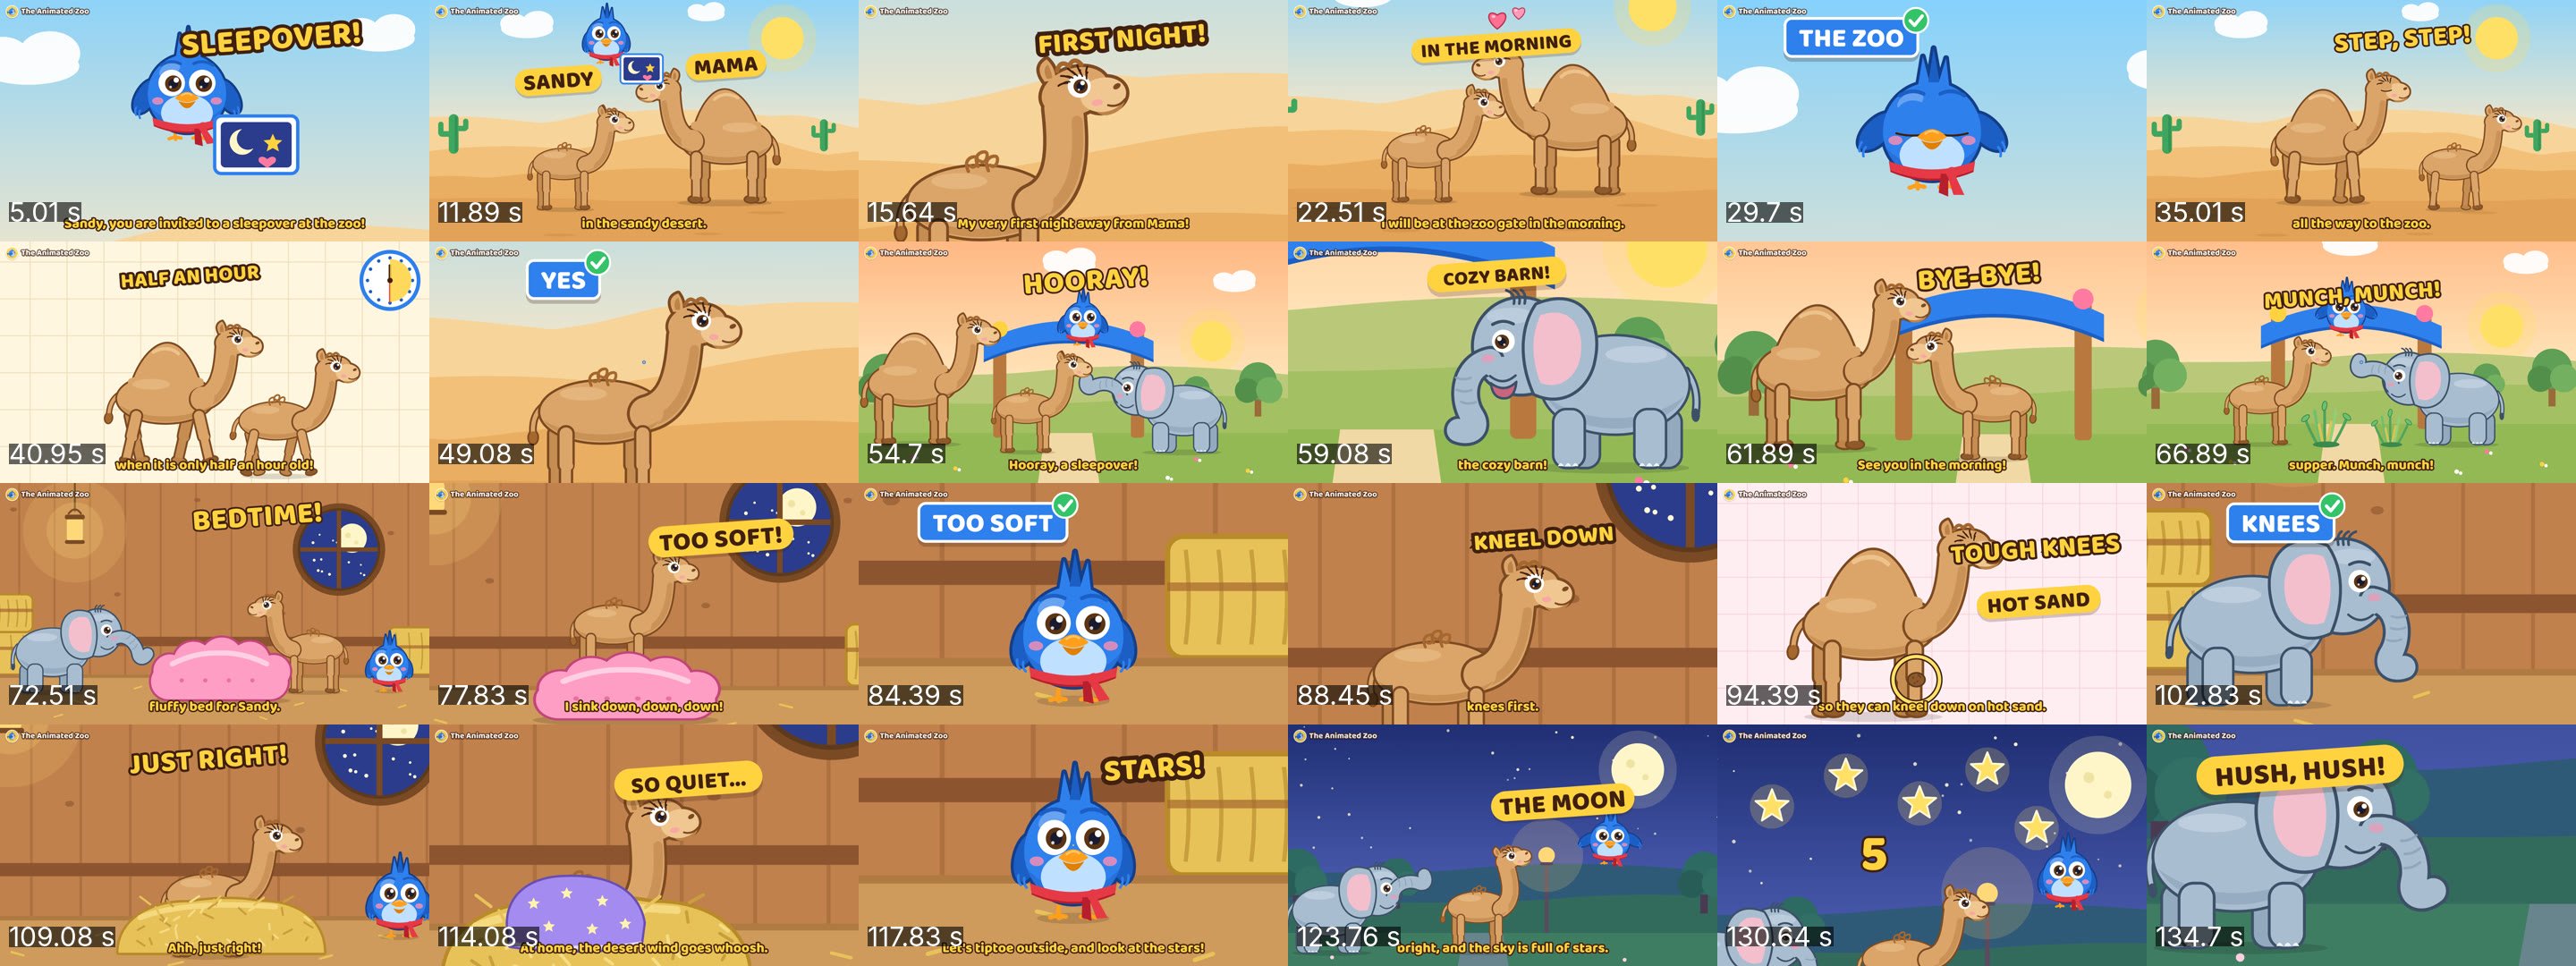 The Animated Zoo
SLEEPOVER!
5.01 s
Sandy, you are invited to a sleepover at the zoo!
The Animated Zoo
SANDY
MAMA
11.89 s
in the sandy desert.
The Animated Zoo
FIRST NIGHT!
15.64 s
My very first night away from Mama!
The Animated Zoo
IN THE MORNING
22.51 s
I will be at the zoo gate in the morning.
The Animated Zoo
THE ZOO
29.7 s
The Animated Zoo
STEP, STEP!
35.01 s
all the way to the zoo.
The Animated Zoo
HALF AN HOUR
40.95 s
when it is only half an hour old!
The Animated Zoo
YES
49.08 s
The Animated Zoo
HOORAY!
54.7 s
Hooray, a sleepover!
The Animated Zoo
COZY BARN!
59.08 s
the cozy barn!
The Animated Zoo
BYE-BYE!
61.89 s
See you in the morning!
The Animated Zoo
MUNCH, MUNCH!
66.89 s
supper. Munch, munch!
The Animated Zoo
BEDTIME!
72.51 s
fluffy bed for Sandy.
The Animated Zoo
TOO SOFT!
77.83 s
I sink down, down, down!
The Animated Zoo
TOO SOFT
84.39 s
The Animated Zoo
KNEEL DOWN
88.45 s
knees first.
The Animated Zoo
TOUGH KNEES
HOT SAND
94.39 s
so they can kneel down on hot sand.
The Animated Zoo
KNEES
102.83 s
The Animated Zoo
JUST RIGHT!
109.08 s
Ahh, just right!
The Animated Zoo
SO QUIET...
114.08 s
At home, the desert wind goes whoosh.
The Animated Zoo
STARS!
117.83 s
Let's tiptoe outside, and look at the stars!
The Animated Zoo
THE MOON
123.76 s
bright, and the sky is full of stars.
The Animated Zoo
5
130.64 s
The Animated Zoo
HUSH, HUSH!
134.7 s